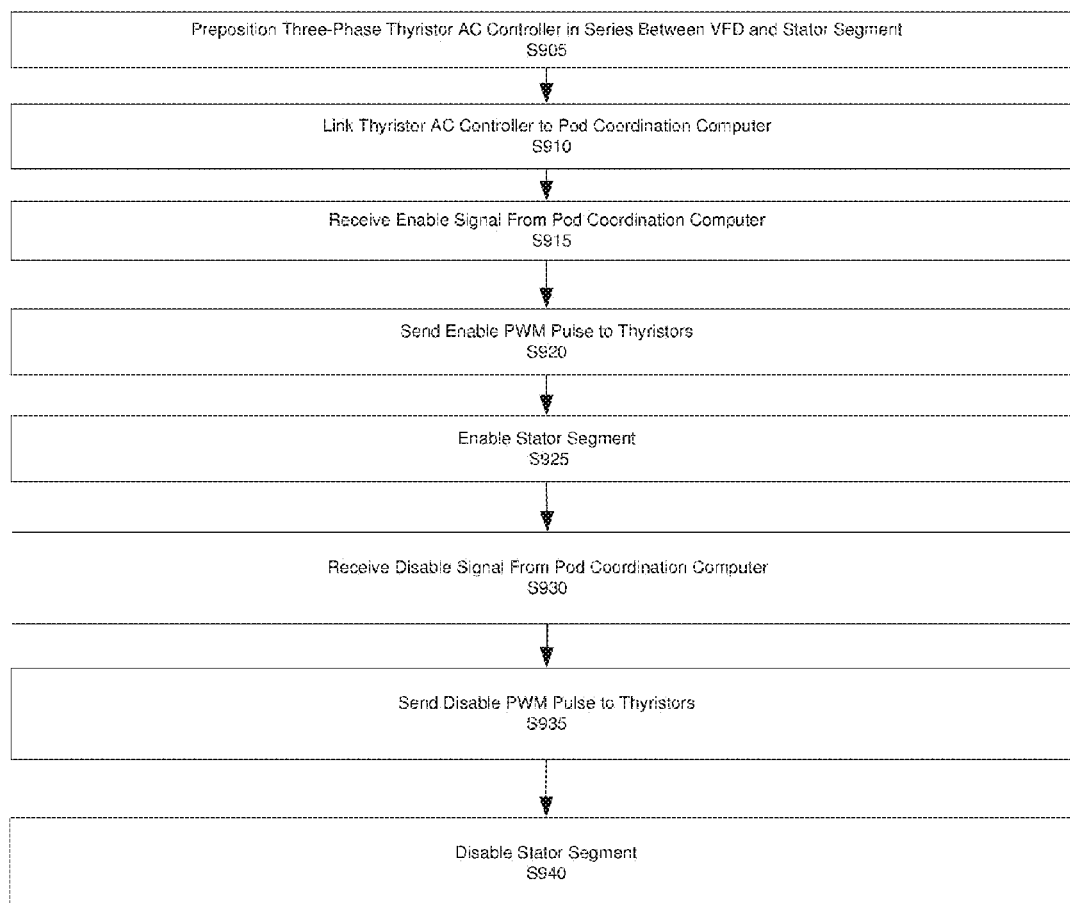 Preposition Three-Phase Thyristor AC Controller in Series Between VFD and Stator Segment
S905
Link Thyristor AC Controller to Pod Coordination Computer
S910
Receive Enable Signal From Pod Coordination Computer
S915
Send Enable PWM Pulse to Thyristors
S920
Enable Stator Segment
S925
Receive Disable Signal From Pod Coordination Computer
S930
Send Disable PWM Pulse to Thyristors
S935
Disable Stator Segment
S940